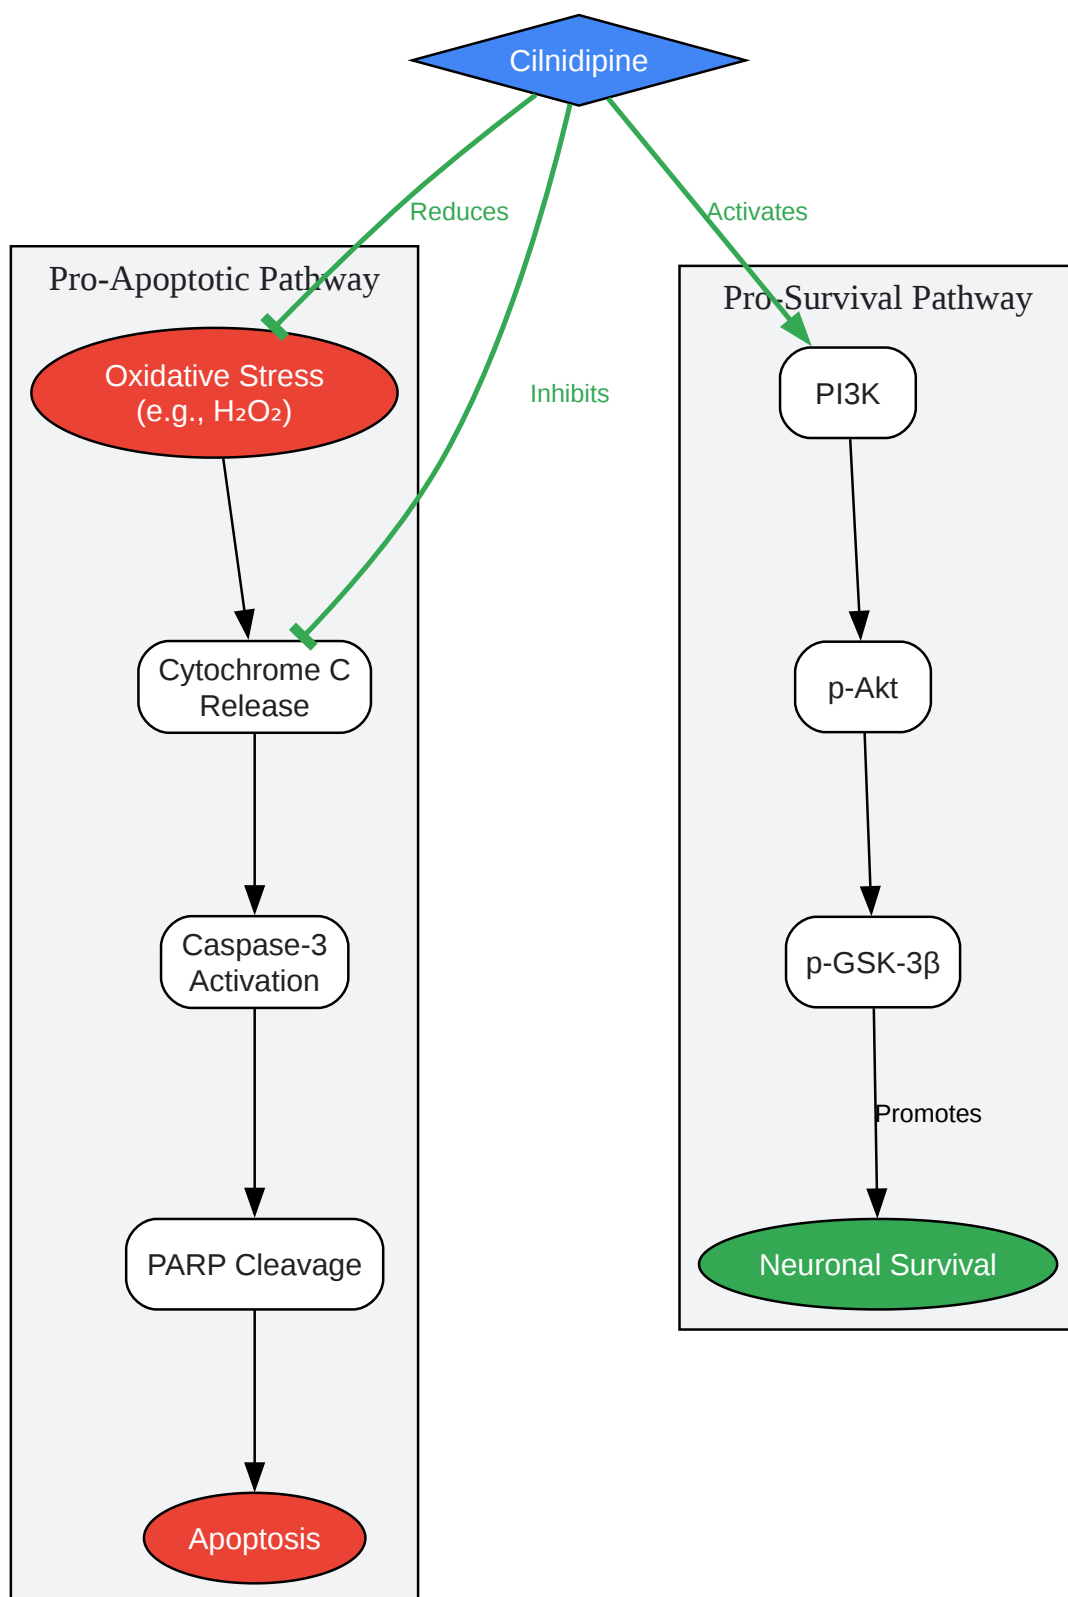 Cilnidipine
Reduces
Activates
Pro-Apoptotic Pathway
Pro-Survival Pathway
Oxidative Stress
(e.g., H₂O₂)
Inhibits
PI3K
Cytochrome C
Release
p-Akt
Caspase-3
Activation
p-GSK-3β
Promotes
PARP Cleavage
Neuronal Survival
Apoptosis